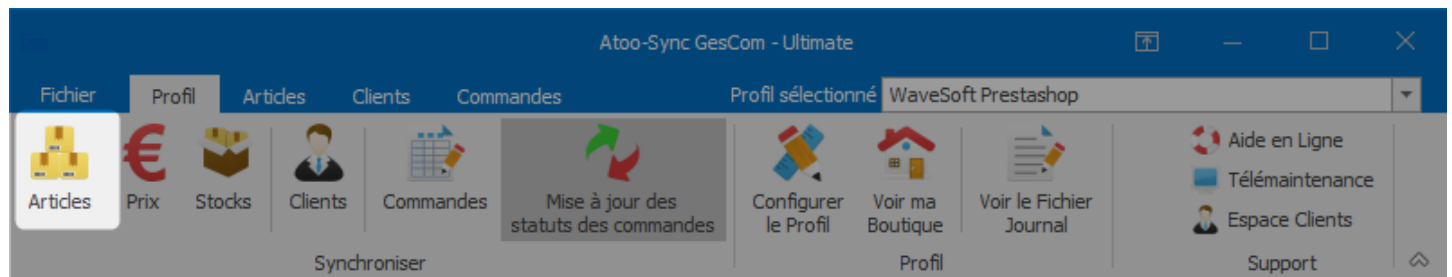 Atoo-Sync GesCom - Ultimate
Fichier Profil Articles Clients Commandes Profil sélectionné WaveSoft Prestashop
Articles Prix Stocks Clients Commandes Mise à jour des statuts des commandes Configurer le Profil Voir ma Boutique Voir le Fichier Journal
Aide en Ligne
Télémaintenance
Espace Clients
Synchroniser Profil Support